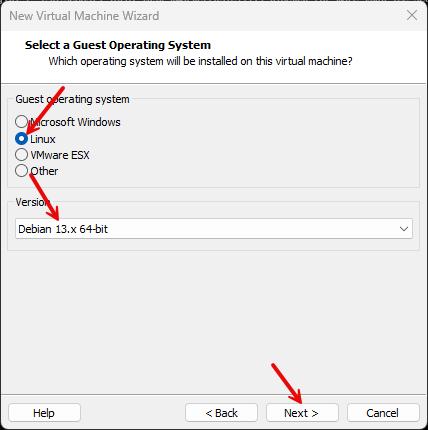 New Virtual Machine Wizard
Select a Guest Operating System
Which operating system will be installed on this virtual machine?
Guest operating system
Microsoft Windows
Linux
VMware ESX
Other
Version
Debian 13.x 64-bit
Help
< Back
Next >
Cancel